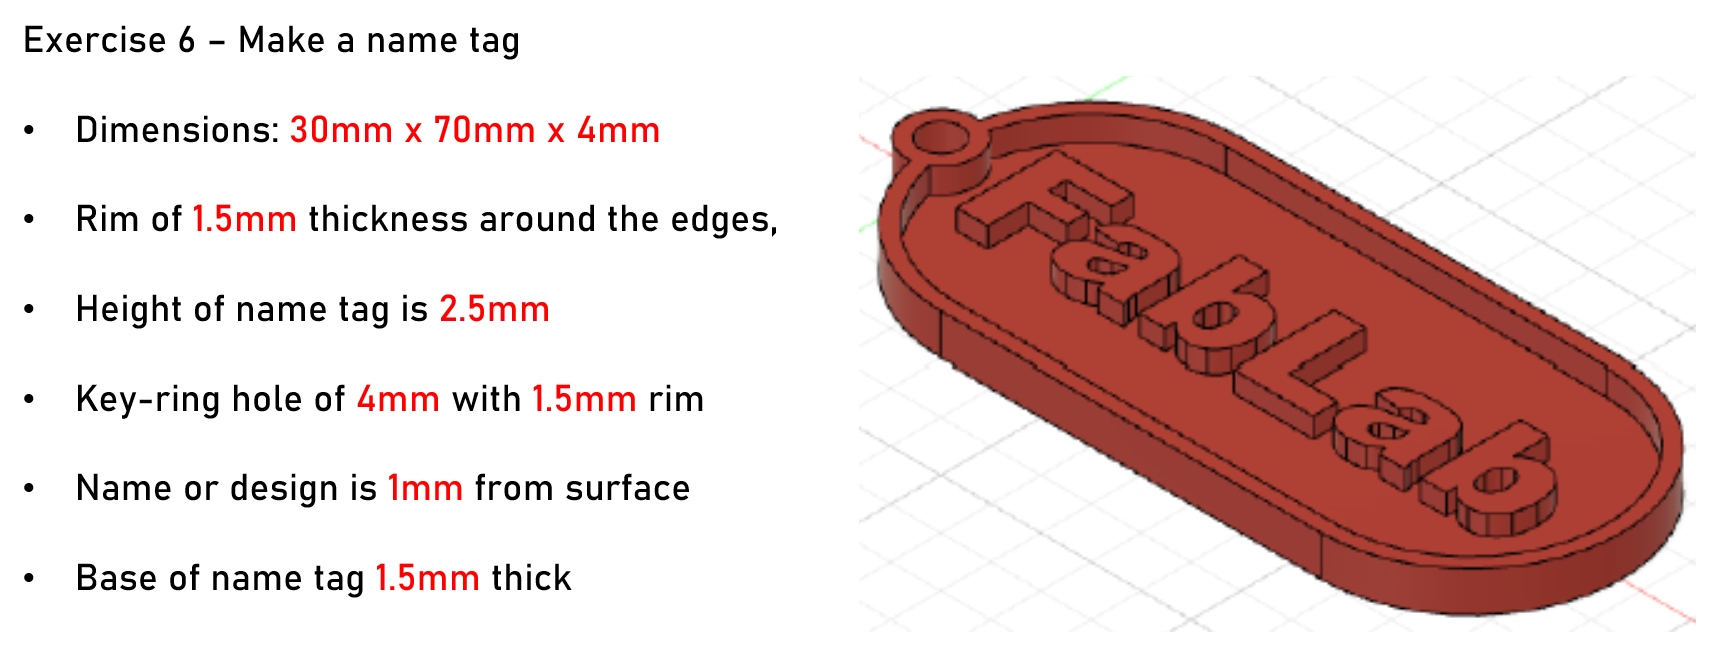 Exercise 6 – Make a name tag
• Dimensions: 30mm x 70mm x 4mm
• Rim of 1.5mm thickness around the edges,
• Height of name tag is 2.5mm
• Key-ring hole of 4mm with 1.5mm rim
• Name or design is 1mm from surface
• Base of name tag 1.5mm thick
FabLab